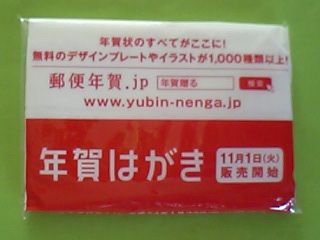 年賀状のすべてがここに!
無料のデザインプレートやイラストが1,000種類以上!
郵便年賀.jp 年賀贈る 検索
www.yubin-nenga.jp
年賀はがき 11月1日(火)
販売開始